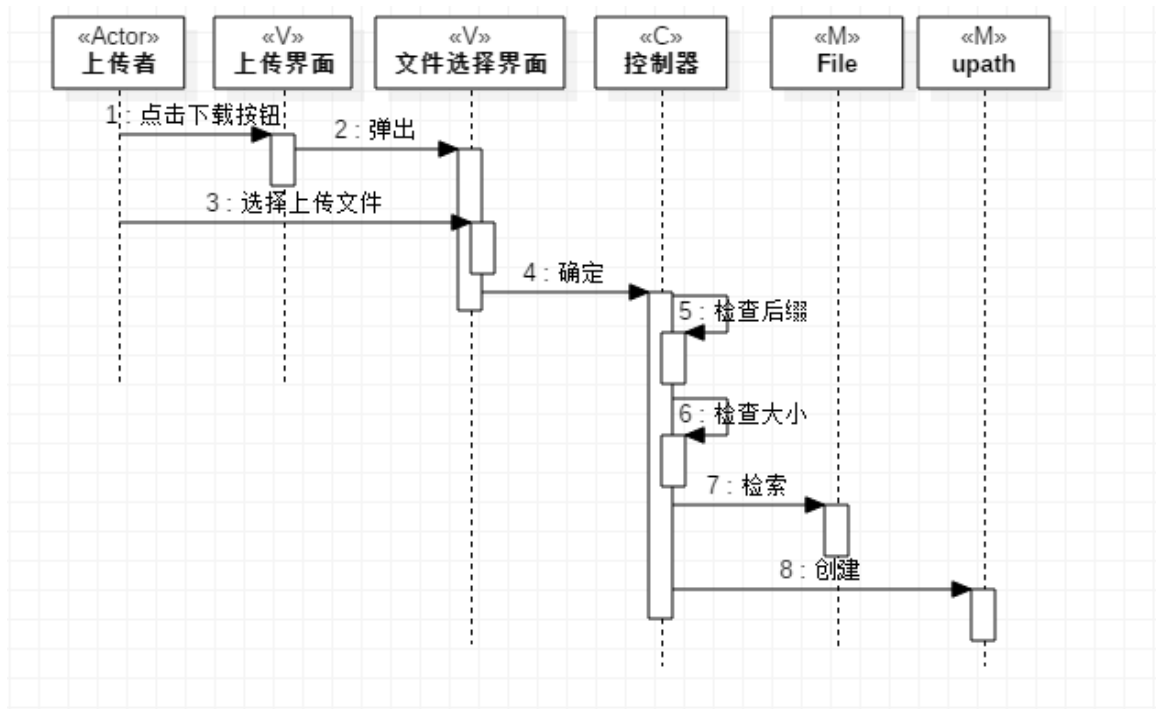 «Actor»
上传者
«V»
上传界面
«V»
文件选择界面
«C»
控制器
«M»
File
«M»
upath
1 : 点击下载按钮
2 : 弹出
3 : 选择上传文件
4 : 确定
5 : 检查后缀
6 : 检查大小
7 : 检索
8 : 创建